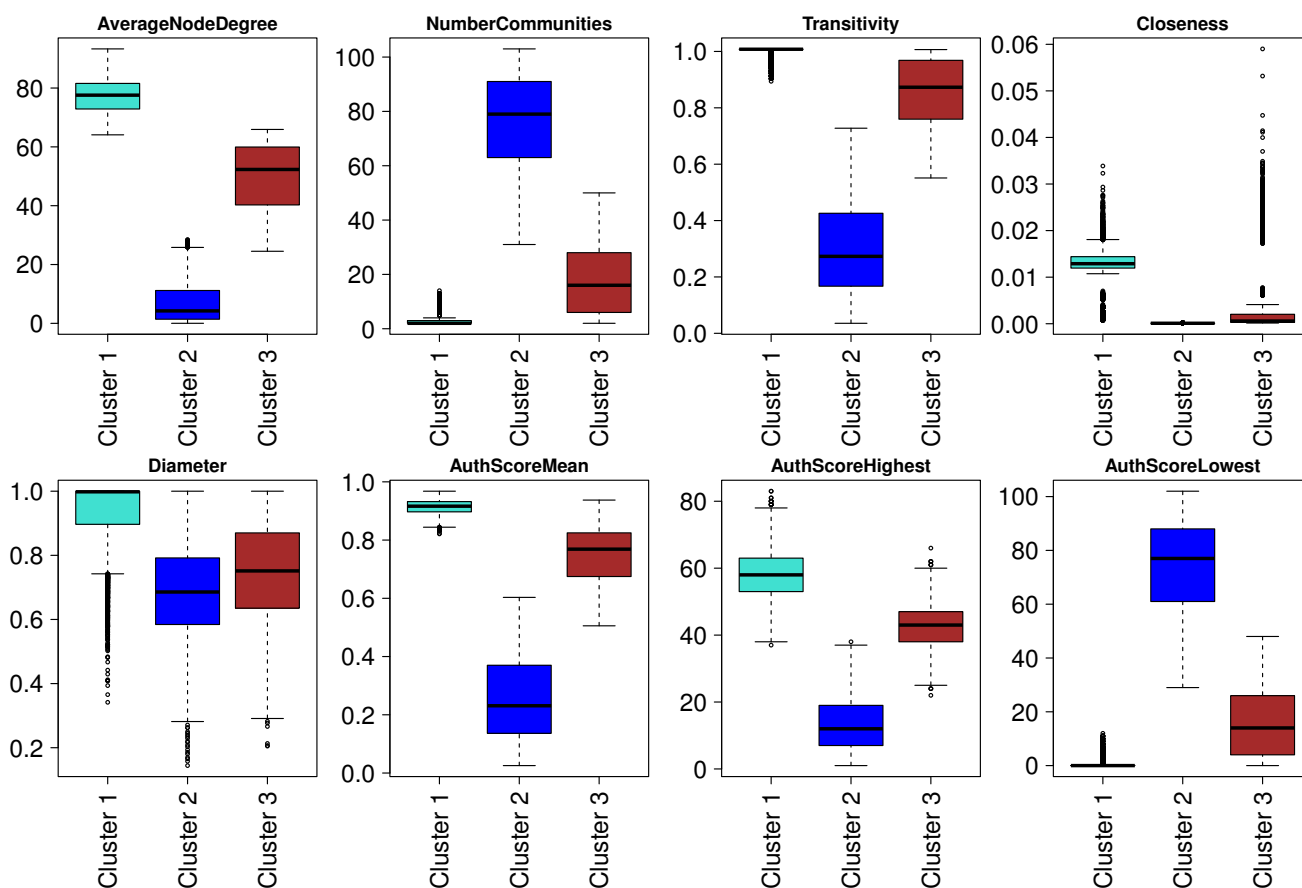 AverageNodeDegree
0
20
40
60
80
Cluster 1
Cluster 2
Cluster 3
NumberCommunities
0
20
40
60
80
100
Cluster 1
Cluster 2
Cluster 3
Transitivity
0.0
0.2
0.4
0.6
0.8
1.0
Cluster 1
Cluster 2
Cluster 3
Closeness
0.00
0.01
0.02
0.03
0.04
0.05
0.06
Cluster 1
Cluster 2
Cluster 3
Diameter
0.2
0.4
0.6
0.8
1.0
Cluster 1
Cluster 2
Cluster 3
AuthScoreMean
0.0
0.2
0.4
0.6
0.8
1.0
Cluster 1
Cluster 2
Cluster 3
AuthScoreHighest
0
20
40
60
80
Cluster 1
Cluster 2
Cluster 3
AuthScoreLowest
0
20
40
60
80
100
Cluster 1
Cluster 2
Cluster 3